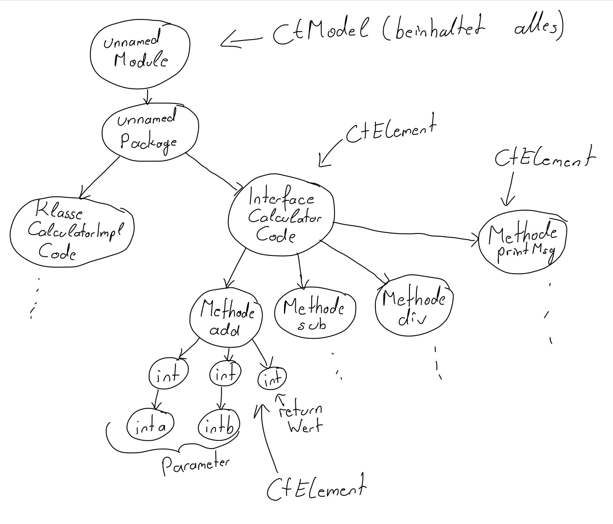 unnamed
Module
CtModel (beinhaltet alles)
unnamed
Package
CtElement
CtElement
Klasse
CalculatorImpl
Code
Interface
Calculator
Code
Methode
printMsg
Methode
add
Methode
sub
Methode
div
int
int
int
int a
int b
return
Wert
Parameter
CtElement